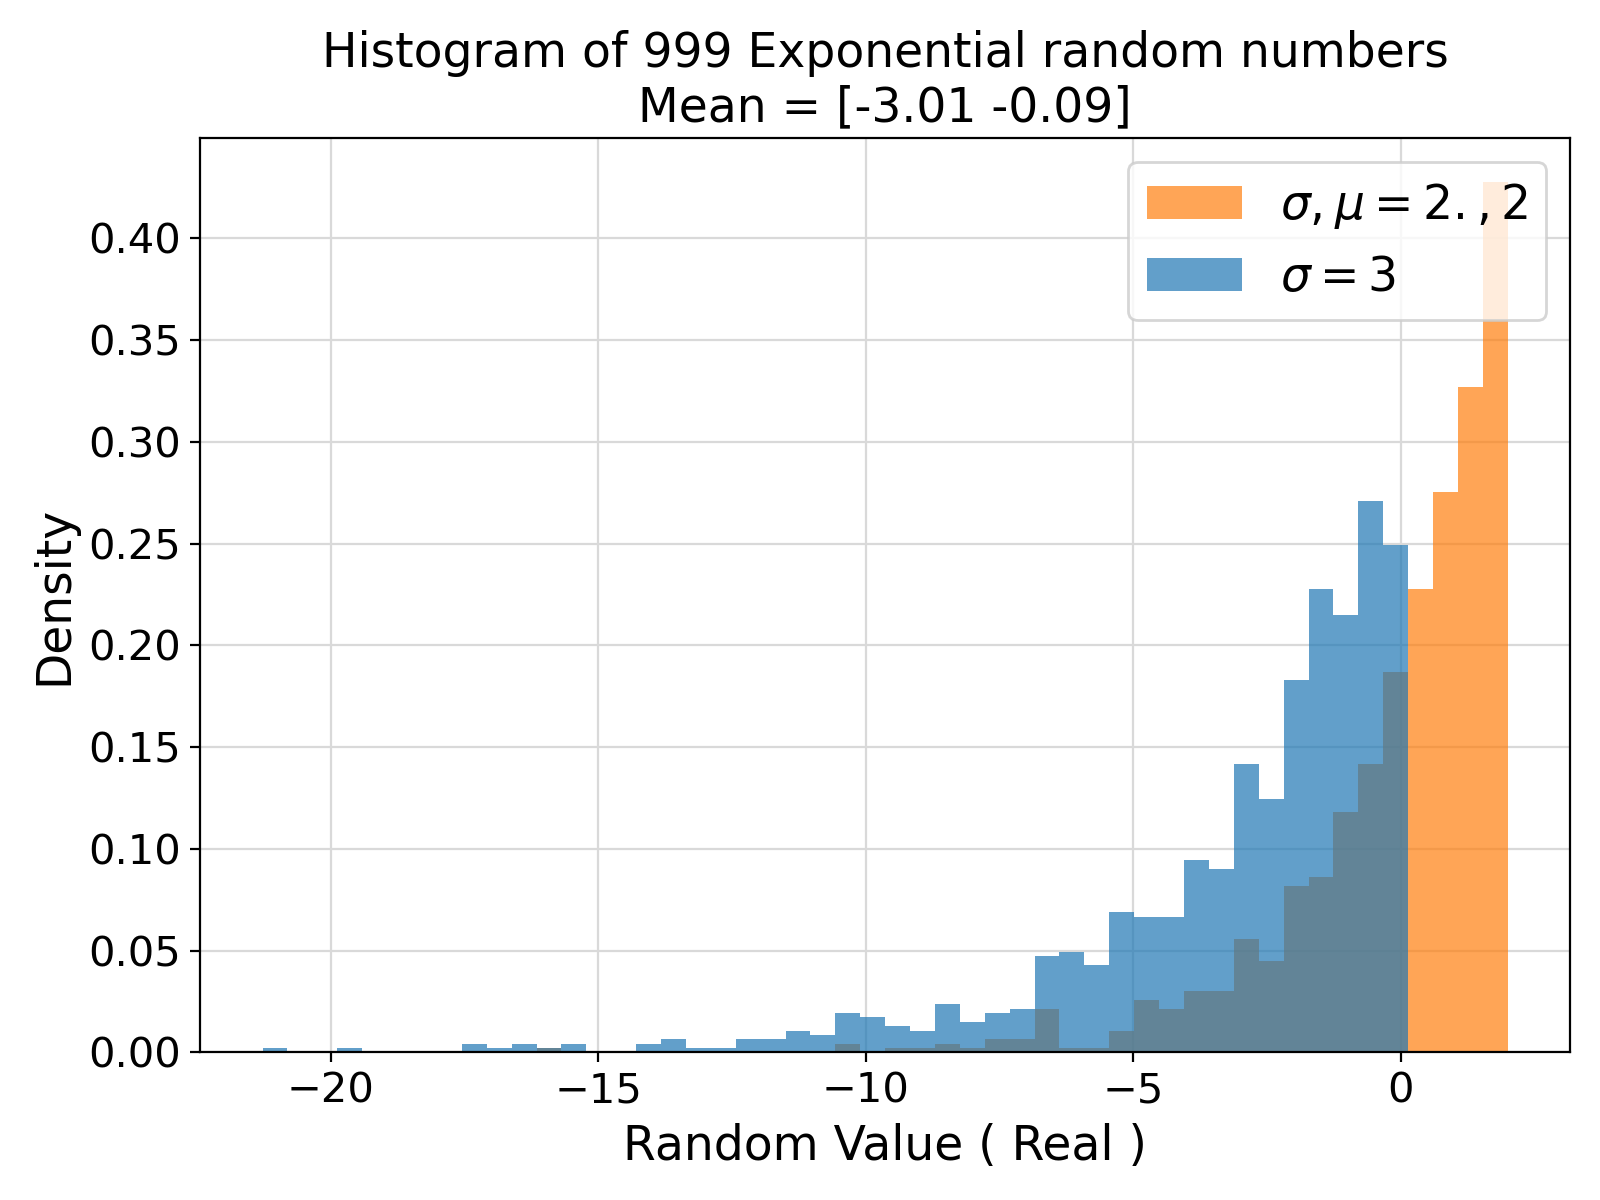 Histogram of 999 Exponential random numbers
Mean = [-3.01 -0.09]
σ, μ = 2. , 2
σ = 3
Density
0.40
0.35
0.30
0.25
0.20
0.15
0.10
0.05
0.00
−20 −15 −10 −5 0
Random Value ( Real )